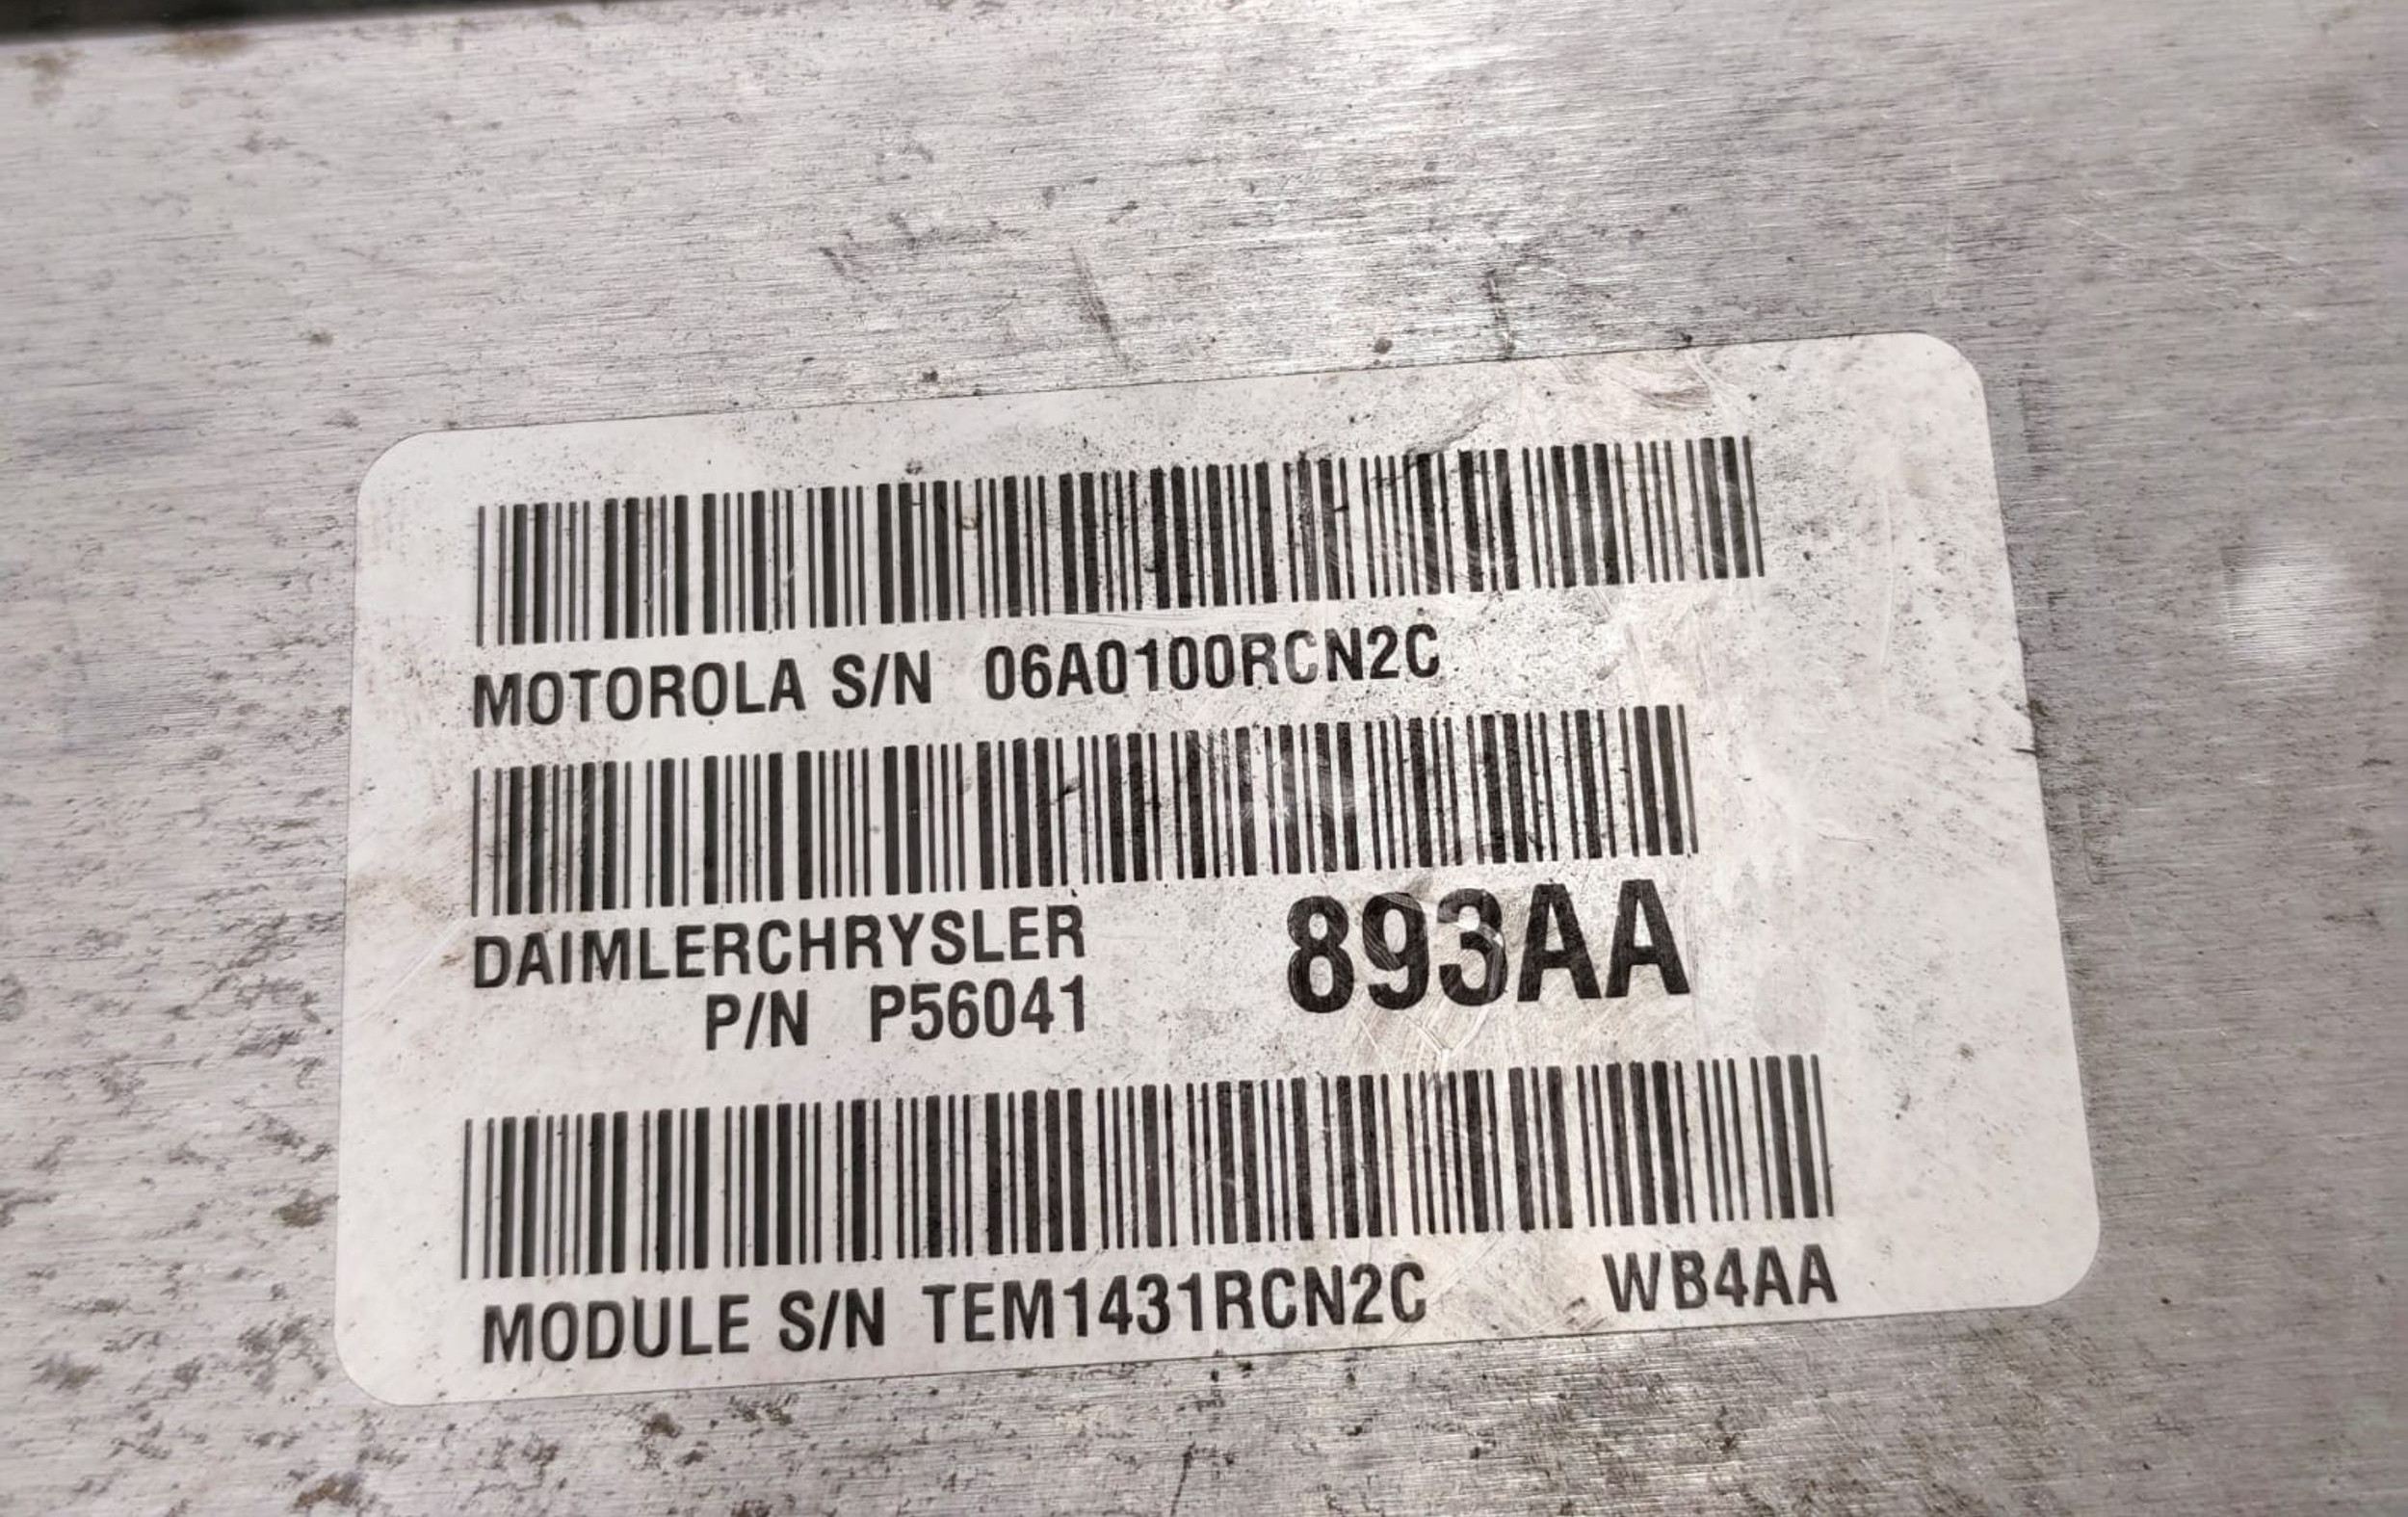 MOTOROLA S/N 06A0100RCN2C
DAIMLERCHRYSLER 893AA
P/N P56041
MODULE S/N TEM1431RCN2C WB4AA